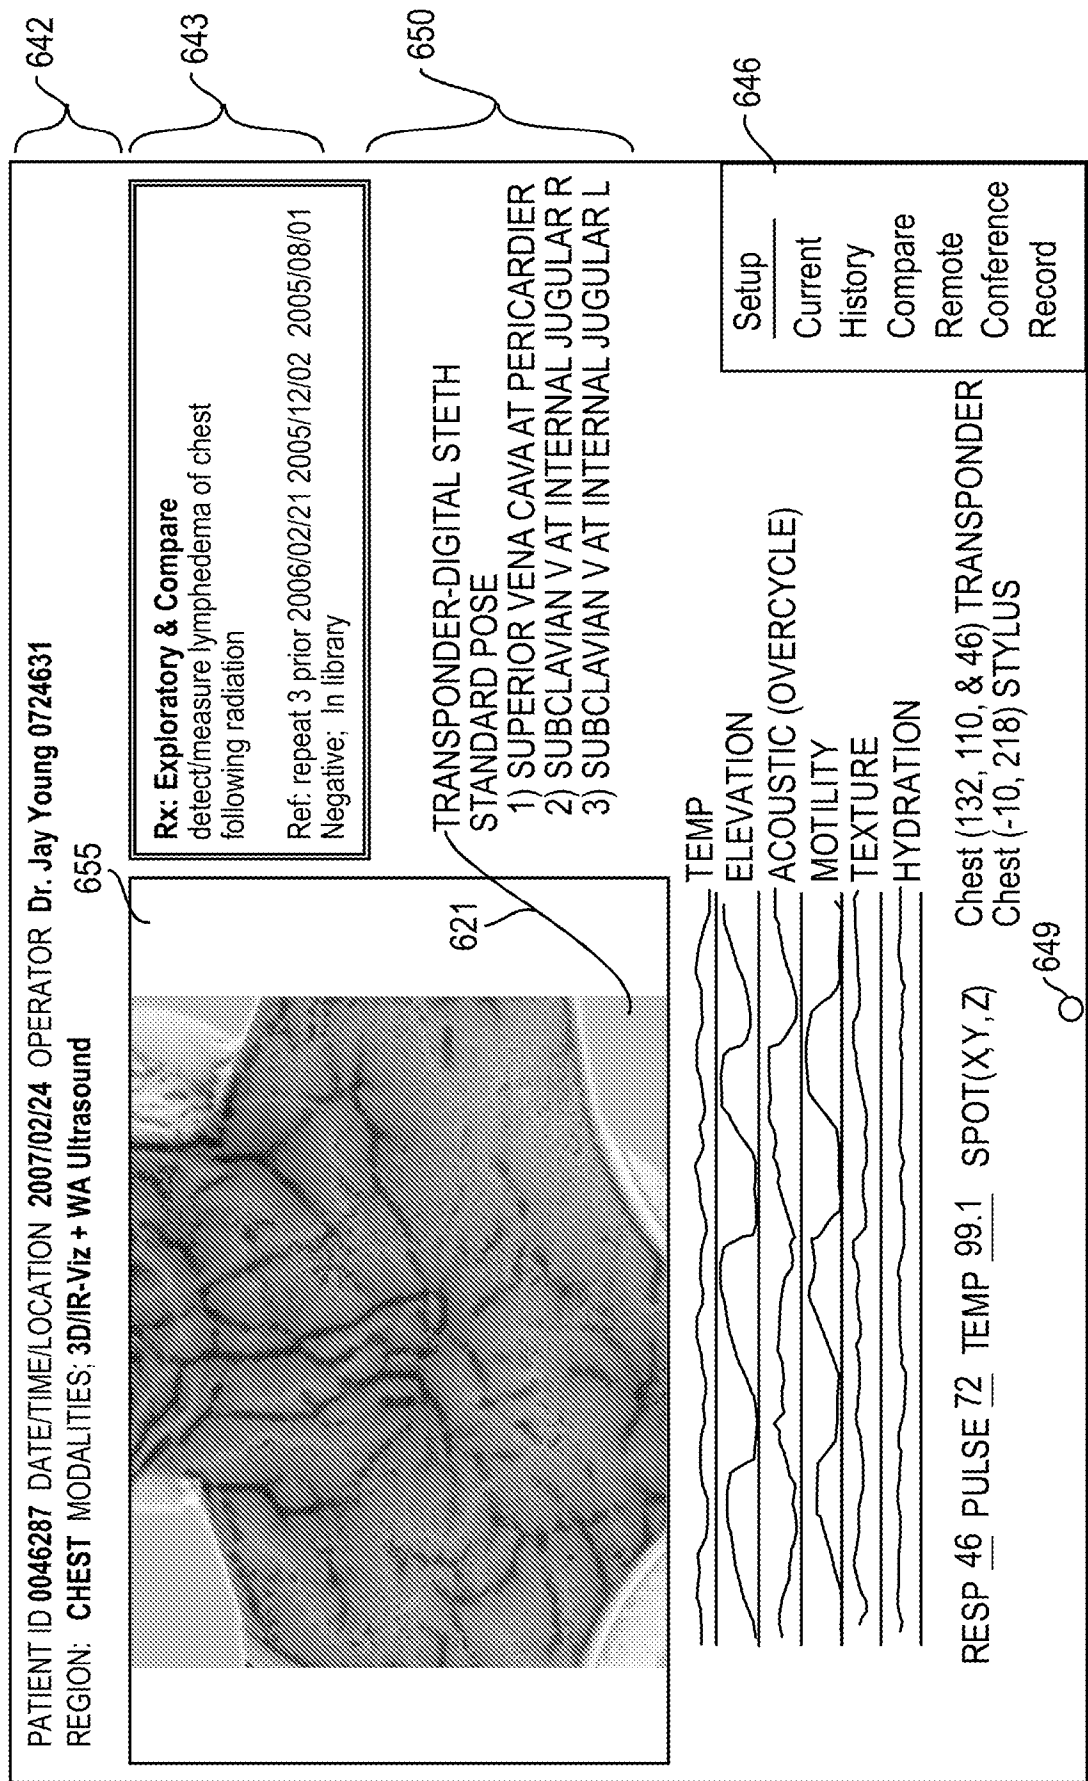 PATIENT ID 0046287 DATE/TIME/LOCATION 2007/02/24 OPERATOR Dr. Jay Young 0724631
REGION: CHEST MODALITIES; 3D/IR-Viz + WA Ultrasound
642
655
Rx: Exploratory & Compare
detect/measure lymphedema of chest
following radiation
Ref: repeat 3 prior 2006/02/21 2005/12/02 2005/08/01
Negative; In library
643
621
TRANSPONDER-DIGITAL STETH
STANDARD POSE
1) SUPERIOR VENA CAVA AT PERICARDIER
2) SUBCLAVIAN V AT INTERNAL JUGULAR R
3) SUBCLAVIAN V AT INTERNAL JUGULAR L
650
TEMP
ELEVATION
ACOUSTIC (OVERCYCLE)
MOTILITY
TEXTURE
HYDRATION
Setup
Current
History
Compare
Remote
Conference
Record
646
RESP 46 PULSE 72 TEMP 99.1 SPOT(X,Y,Z)
Chest (132, 110, & 46) TRANSPONDER
Chest (-10, 218) STYLUS
649